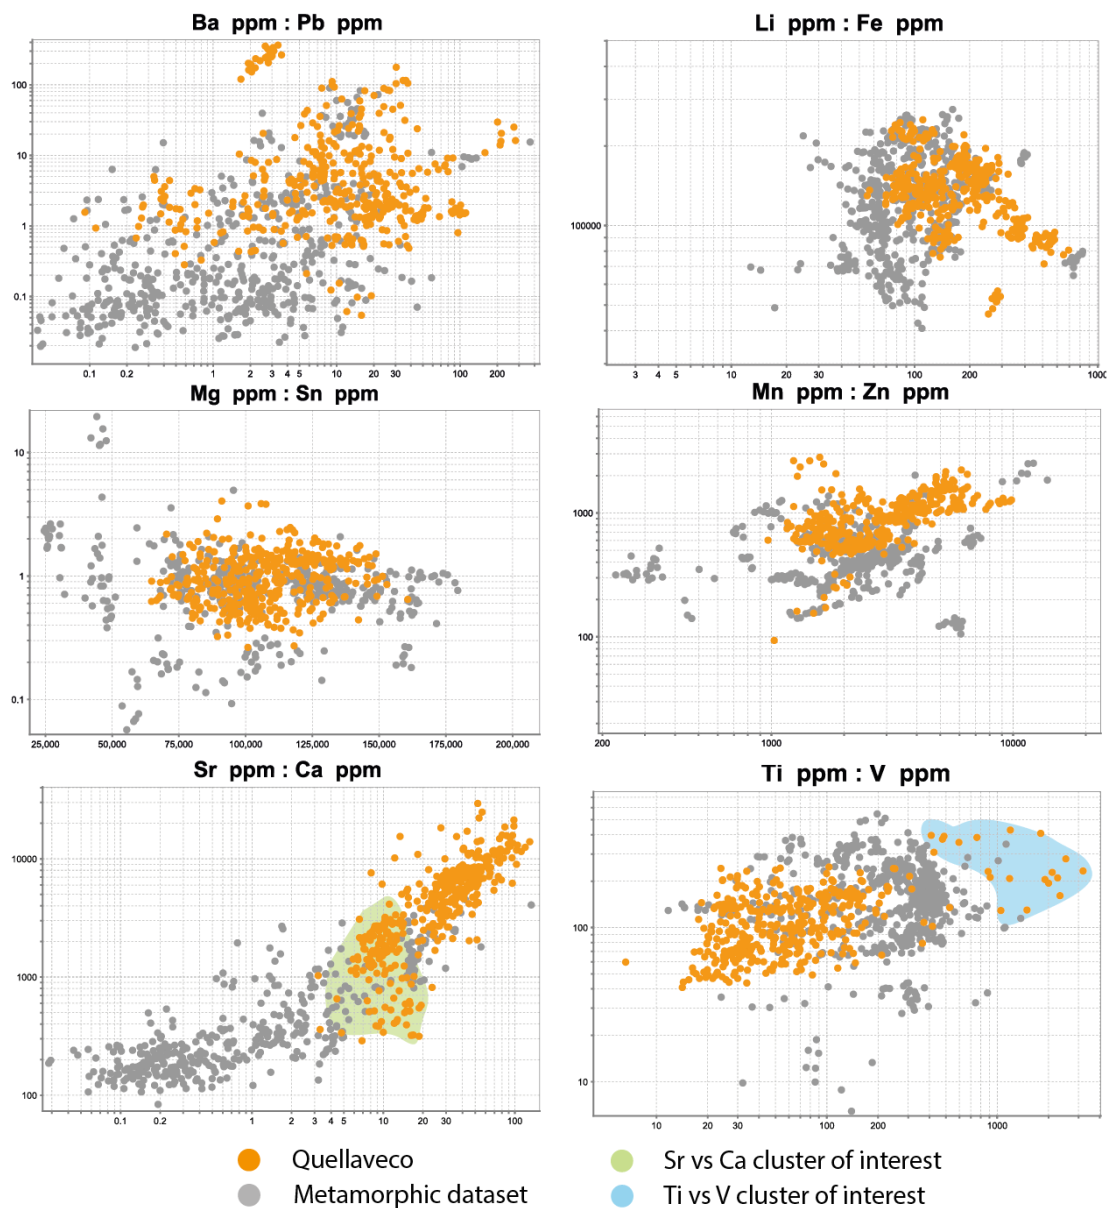 Ba ppm : Pb ppm
100
10
1
0.1
0.1 0.2 1 2 3 4 5 10 20 30 100 200
Li ppm : Fe ppm
100000
3 4 5 10 20 30 100 200 1000
Mg ppm : Sn ppm
10
1
0.1
25,000 50,000 75,000 100,000 125,000 150,000 175,000 200,000
Mn ppm : Zn ppm
1000
100
200 1000 10000
Sr ppm : Ca ppm
10000
1000
100
0.1 0.2 1 2 3 4 5 10 20 30 100
Ti ppm : V ppm
100
10
10 20 30 100 200 300 1000
Quellaveco
Metamorphic dataset
Sr vs Ca cluster of interest
Ti vs V cluster of interest